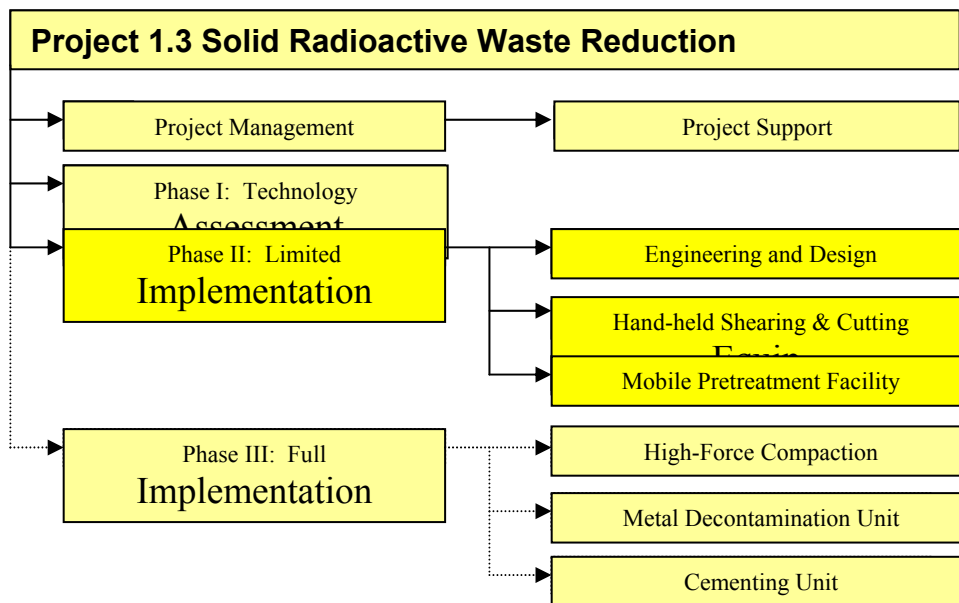 Project 1.3 Solid Radioactive Waste Reduction
Project Management
Project Support
Phase I: Technology
Assessment
Phase II: Limited
Implementation
Engineering and Design
Hand-held Shearing & Cutting
Equip
Mobile Pretreatment Facility
Phase III: Full
Implementation
High-Force Compaction
Metal Decontamination Unit
Cementing Unit